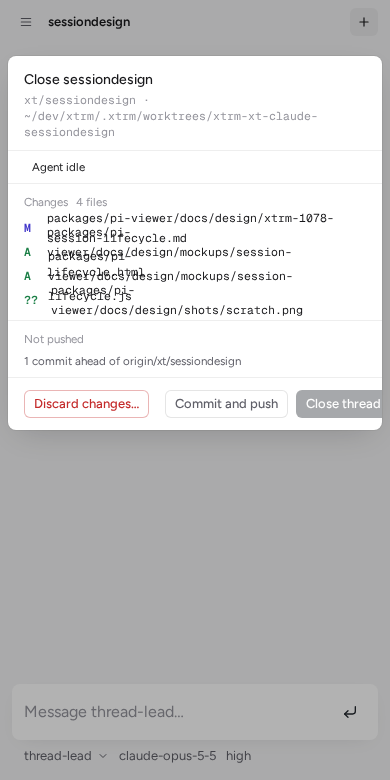 sessiondesign
Close sessiondesign
xt/sessiondesign ·
~/dev/xtrm/.xtrm/worktrees/xtrm-xt-claude-
sessiondesign
Agent idle
Changes 4 files
M packages/pi-viewer/docs/design/xtrm-1078-
session-lifecycle.md
A packages/pi-
viewer/docs/design/mockups/session-
lifecycle.html
A packages/pi-
viewer/docs/design/mockups/session-
lifecycle.js
?? packages/pi-
viewer/docs/design/shots/scratch.png
Not pushed
1 commit ahead of origin/xt/sessiondesign
Discard changes… Commit and push Close thread
Message thread-lead…
thread-lead claude-opus-5-5 high